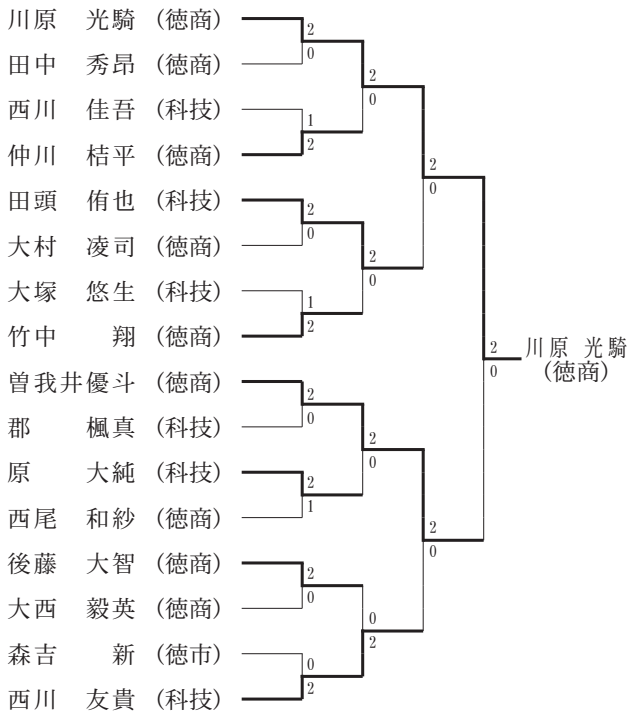 川原　光騎 (徳商)
田中　秀昂 (徳商)
西川　佳吾 (科技)
仲川　桔平 (徳商)
田頭　侑也 (科技)
大村　凌司 (徳商)
大塚　悠生 (科技)
竹中　　翔 (徳商)
曽我井優斗 (徳商)
郡　　楓真 (科技)
原　　大純 (科技)
西尾　和紗 (徳商)
後藤　大智 (徳商)
大西　毅英 (徳商)
森吉　　新 (徳市)
西川　友貴 (科技)
2
0
1
2
2
0
1
2
2
0
2
1
2
0
0
2
2
0
2
0
2
0
0
2
2
0
2
0
2
0
川原 光騎
(徳商)